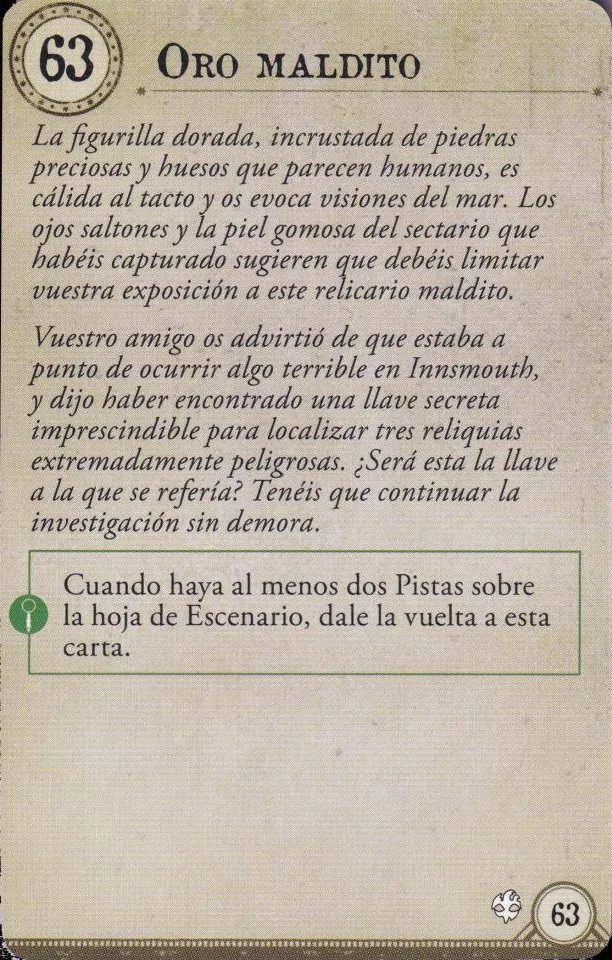 63
Oro maldito
La figurilla dorada, incrustada de piedras
preciosas y huesos que parecen humanos, es
cálida al tacto y os evoca visiones del mar. Los
ojos saltones y la piel gomosa del sectario que
habéis capturado sugieren que debéis limitar
vuestra exposición a este relicario maldito.
Vuestro amigo os advirtió de que estaba a
punto de ocurrir algo terrible en Innsmouth,
y dijo haber encontrado una llave secreta
imprescindible para localizar tres reliquias
extremadamente peligrosas. ¿Será esta la llave
a la que se refería? Tenéis que continuar la
investigación sin demora.
Cuando haya al menos dos Pistas sobre
la hoja de Escenario, dale la vuelta a esta
carta.
63